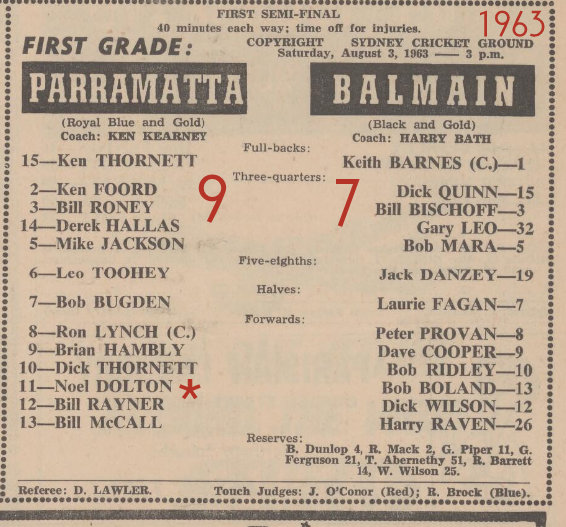 FIRST SEMI-FINAL
1963
40 minutes each way; time off for injuries.
FIRST GRADE:
COPYRIGHT SYDNEY CRICKET GROUND
Saturday, August 3, 1963 — 3 p.m.
PARRAMATTA BALMAIN
(Royal Blue and Gold) (Black and Gold)
Coach: KEN KEARNEY Coach: HARRY BATH
Full-backs:
15—Ken THORNETT Keith BARNES (C.)—1
Three-quarters:
2—Ken FOORD Dick QUINN—15
3—Bill RONEY 9 7 Bill BISCHOFF—3
14—Derek HALLAS Gary LEO—32
5—Mike JACKSON Bob MARA—5
Five-eighths:
6—Leo TOOHEY Jack DANZEY—19
Halves:
7—Bob BUGDEN Laurie FAGAN—7
Forwards:
8—Ron LYNCH (C.) Peter PROVAN—8
9—Brian HAMBLY Dave COOPER—9
10—Dick THORNETT Bob RIDLEY—10
11—Noel DOLTON * Bob BOLAND—13
12—Bill RAYNER Dick WILSON—12
13—Bill McCALL Harry RAVEN—26
Reserves:
B. Dunlop 4, R. Mack 2, G. Piper 11, G.
Ferguson 21, T. Abernethy 51, R. Barrett
14, W. Wilson 25.
Referee: D. LAWLER. Touch Judges: J. O'Conor (Red); R. Brock (Blue).